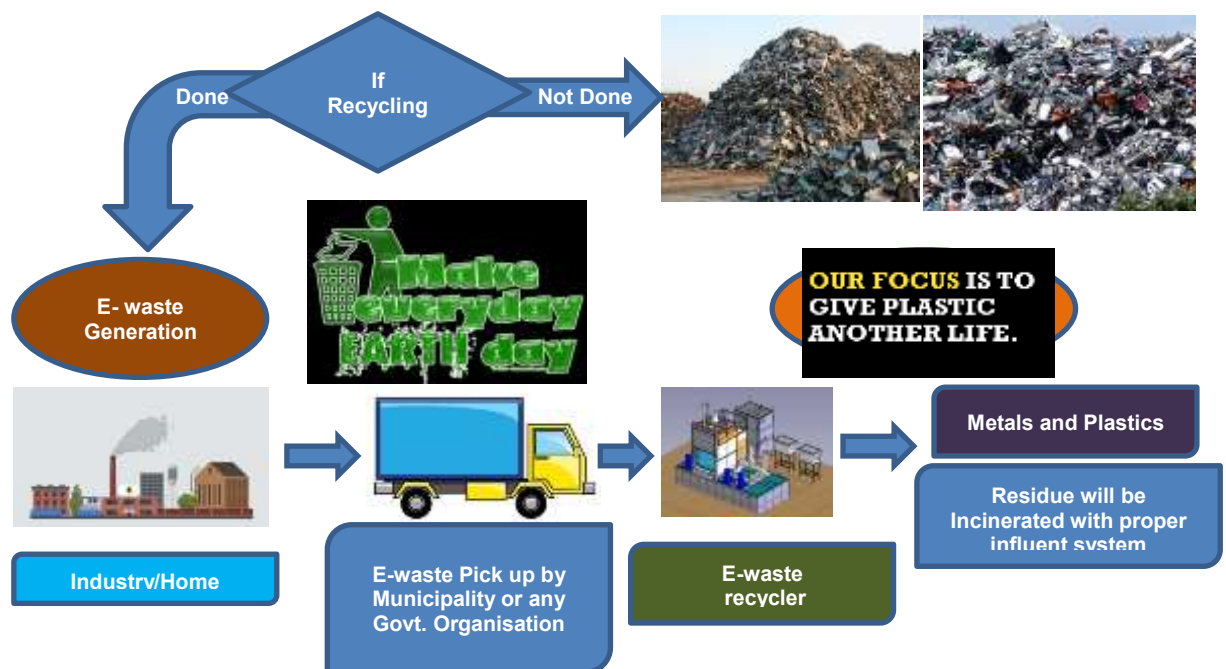 If
Recycling
Done
Not Done
Make
everyday
EARTH day
E- waste
Generation
OUR FOCUS IS TO
GIVE PLASTIC
ANOTHER LIFE.
Metals and Plastics
Residue will be
Incinerated with proper
influent system
Industry/Home
E-waste Pick up by
Municipality or any
Govt. Organisation
E-waste
recycler